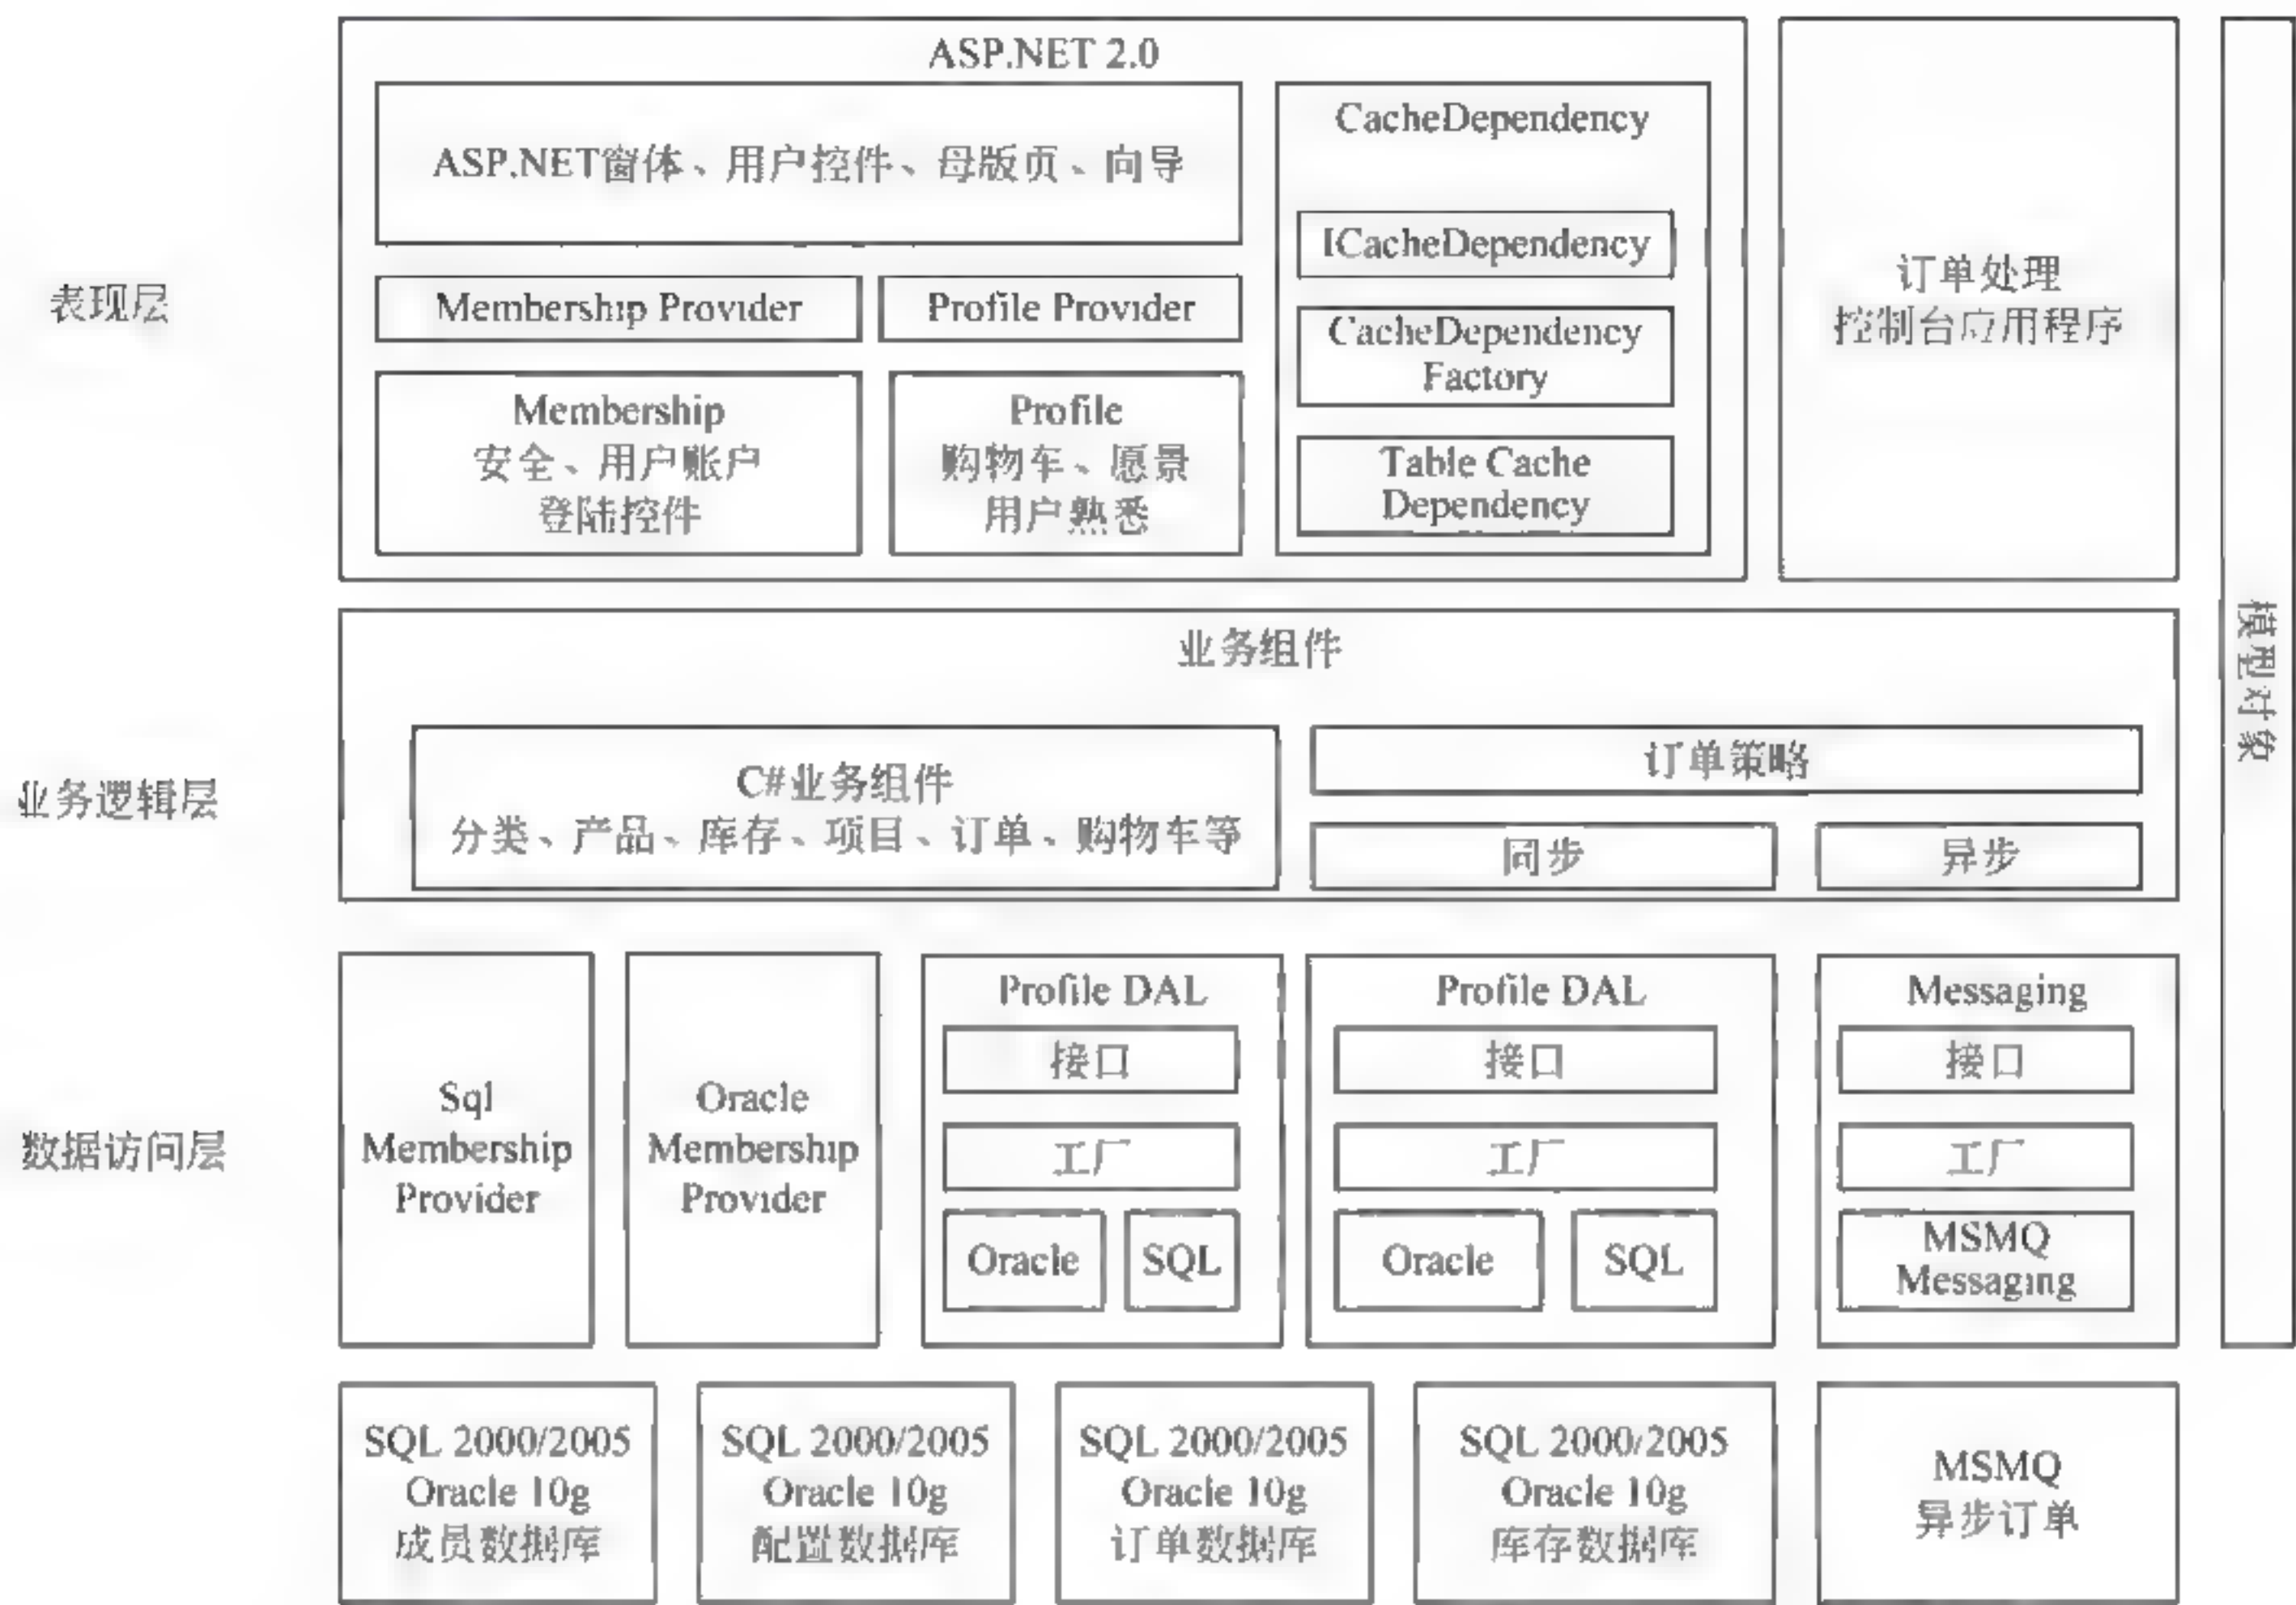 ASP.NET 2.0
ASP.NET窗体、用户控件、母版页、向导
CacheDependency
ICacheDependency
CacheDependency
Factory
Table Cache
Dependency
Membership Provider
Profile Provider
Membership
安全、用户账户
登陆控件
Profile
购物车、愿景
用户熟悉
订单处理
控制台应用程序
表现层
模型对象
业务组件
C#业务组件
分类、产品、库存、项目、订单、购物车等
订单策略
同步
异步
业务逻辑层
数据访问层
Sql
Membership
Provider
Oracle
Membership
Provider
Profile DAL
接口
工厂
Oracle
SQL
Profile DAL
接口
工厂
Oracle
SQL
Messaging
接口
工厂
MSMQ
Messaging
SQL 2000/2005
Oracle 10g
成员数据库
SQL 2000/2005
Oracle 10g
配置数据库
SQL 2000/2005
Oracle 10g
订单数据库
SQL 2000/2005
Oracle 10g
库存数据库
MSMQ
异步订单